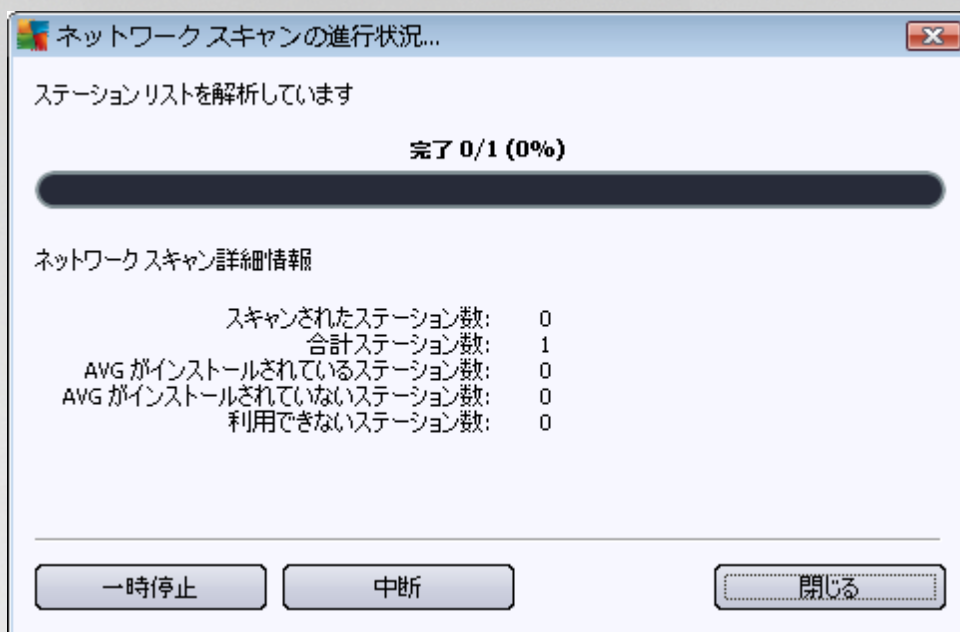 ネットワーク スキャンの進行状況...
ステーション リストを解析しています
完了 0/1 (0%)
ネットワーク スキャン詳細情報
スキャンされたステーション数: 0
合計ステーション数: 1
AVG がインストールされているステーション数: 0
AVG がインストールされていないステーション数: 0
利用できないステーション数: 0
一時停止 中断 閉じる